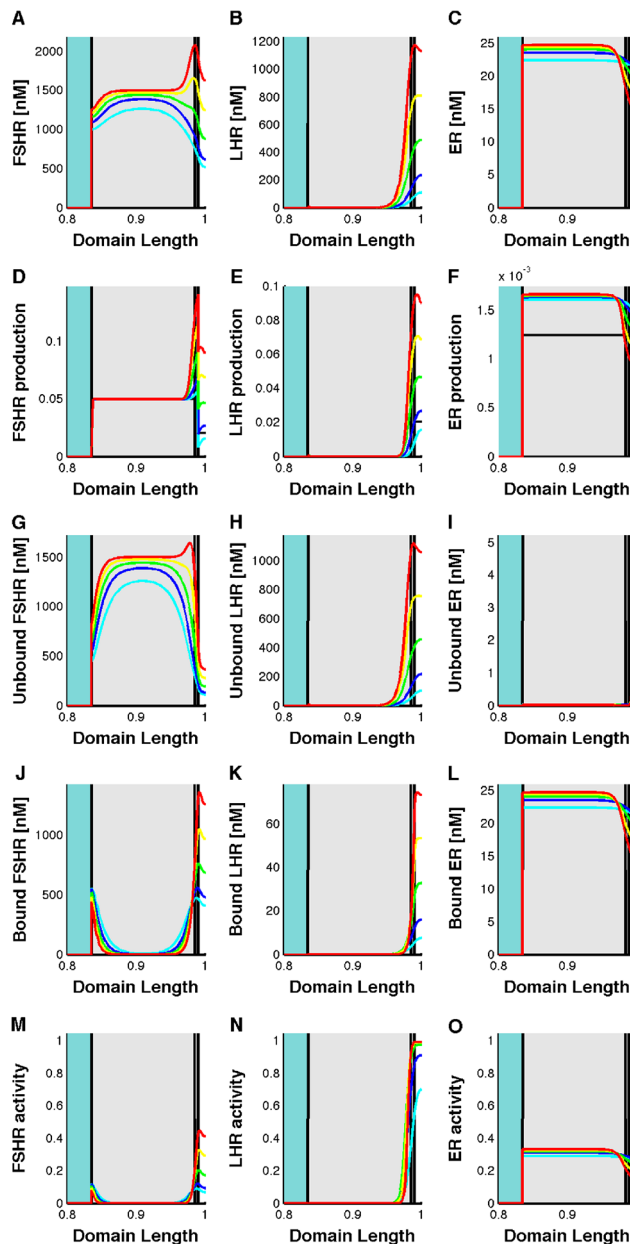 A B C
FSHR [nM]
2000
1500
1000
500
0
0.8 0.9 1
Domain Length
LHR [nM]
1200
1000
800
600
400
200
0
0.8 0.9 1
Domain Length
ER [nM]
25
20
15
10
5
0
0.8 0.9
Domain Length
D E F
FSHR production
0.1
0.05
0
0.8 0.9 1
Domain Length
LHR production
0.1
0.08
0.06
0.04
0.02
0
0.8 0.9 1
Domain Length
x 10⁻³
ER production
1.5
1
0.5
0
0.8 0.9
Domain Length
G H I
Unbound FSHR [nM]
1500
1000
500
0
0.8 0.9 1
Domain Length
Unbound LHR [nM]
1000
800
600
400
200
0
0.8 0.9 1
Domain Length
Unbound ER [nM]
5
4
3
2
1
0
0.8 0.9
Domain Length
J K L
Bound FSHR [nM]
1000
500
0
0.8 0.9 1
Domain Length
Bound LHR [nM]
60
40
20
0
0.8 0.9 1
Domain Length
Bound ER [nM]
25
20
15
10
5
0
0.8 0.9
Domain Length
M N O
FSHR activity
1
0.8
0.6
0.4
0.2
0
0.8 0.9 1
Domain Length
LHR activity
1
0.8
0.6
0.4
0.2
0
0.8 0.9 1
Domain Length
ER activity
1
0.8
0.6
0.4
0.2
0
0.8 0.9
Domain Length